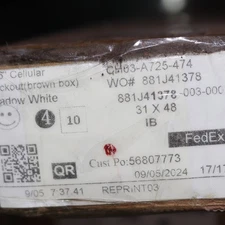 Cellular CH03-A725-474
ckout(brown box) WO# 881J41378
adow White 881J41378 -003-000
31 X 48
4 10 IB
FedEx
QR Cust Po:56807773
09/05/2024 17/17
9/05 7:37:41 REPRINT03